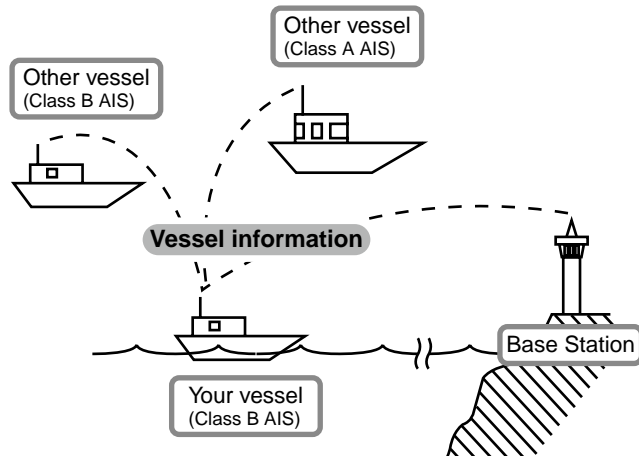 Other vessel
(Class A AIS)
Other vessel
(Class B AIS)
Vessel information
Base Station
Your vessel
(Class B AIS)